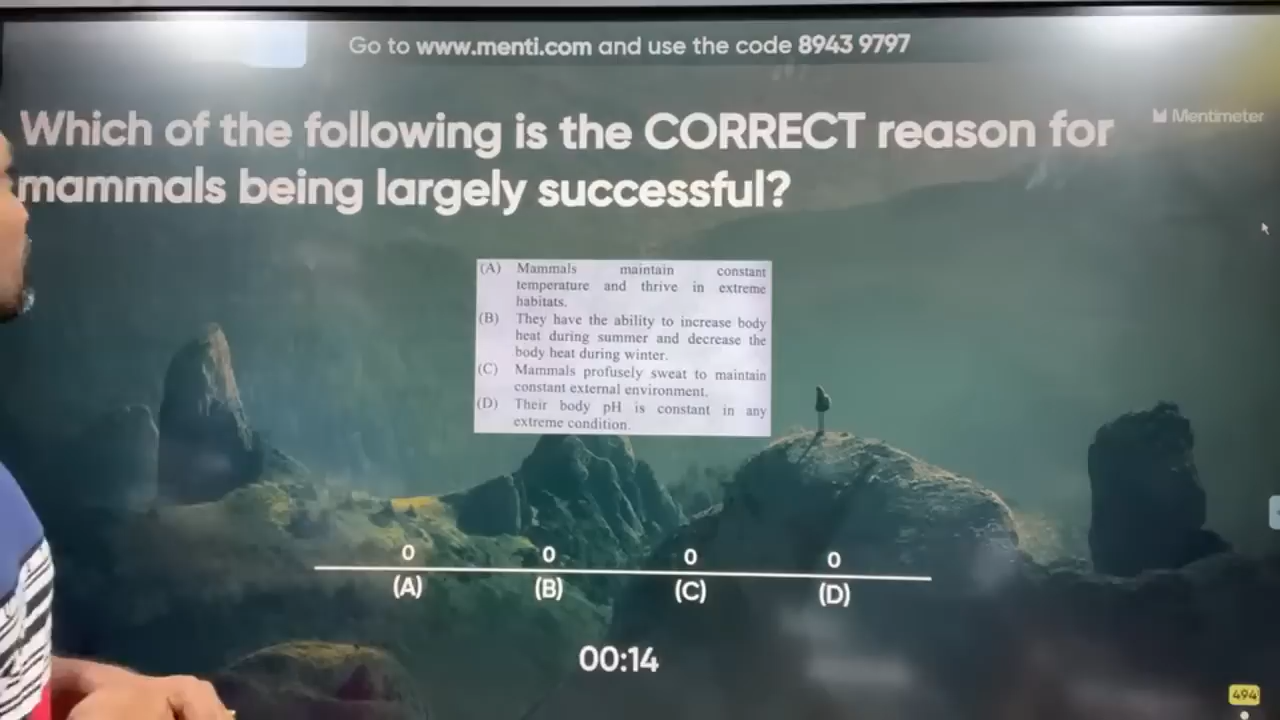 Go to www.menti.com and use the code 8943 9797
Mentimeter
Which of the following is the CORRECT reason for
mammals being largely successful?
(A) Mammals maintain constant
temperature and thrive in extreme
habitats.
(B) They have the ability to increase body
heat during summer and decrease the
body heat during winter.
(C) Mammals profusely sweat to maintain
constant external environment.
(D) Their body pH is constant in any
extreme condition.
0 0 0 0
(A) (B) (C) (D)
00:14
494